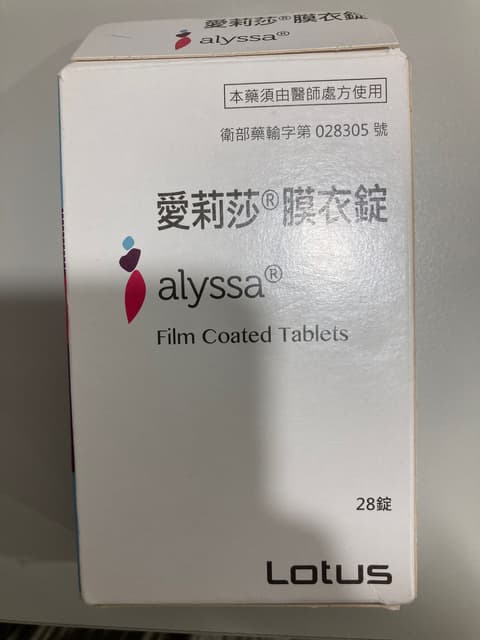 愛莉莎®膜衣錠
alyssa®
本藥須由醫師處方使用
衛部藥輸字第 028305 號
愛莉莎®膜衣錠
alyssa®
Film Coated Tablets
28錠
Lotus